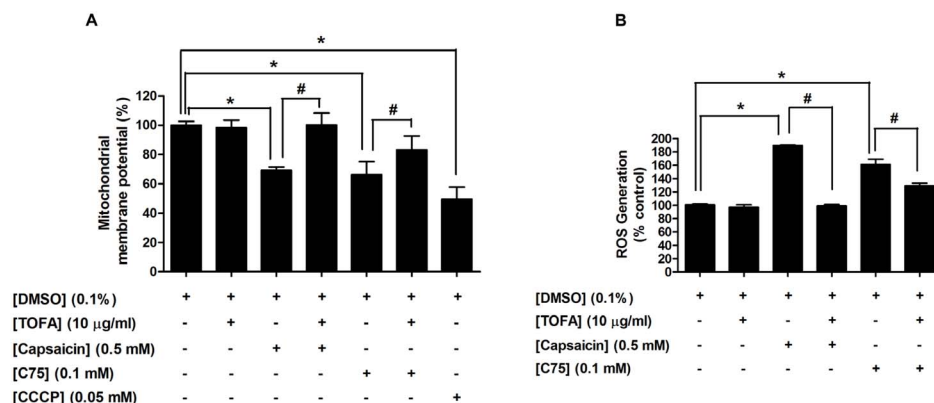 A
*
*
*
#
#
Mitochondrial
membrane potential (%)
120
100
80
60
40
20
0
[DMSO] (0.1%) + + + + + + +
[TOFA] (10 µg/ml) - + - + - + -
[Capsaicin] (0.5 mM) - - + + - - -
[C75] (0.1 mM) - - - - + + -
[CCCP] (0.05 mM) - - - - - - +
B
*
*
#
#
ROS Generation
(% control)
200
180
160
140
120
100
80
60
40
20
0
[DMSO] (0.1%) + + + + + +
[TOFA] (10 µg/ml) - + - + - +
[Capsaicin] (0.5 mM) - - + + - -
[C75] (0.1 mM) - - - - + +